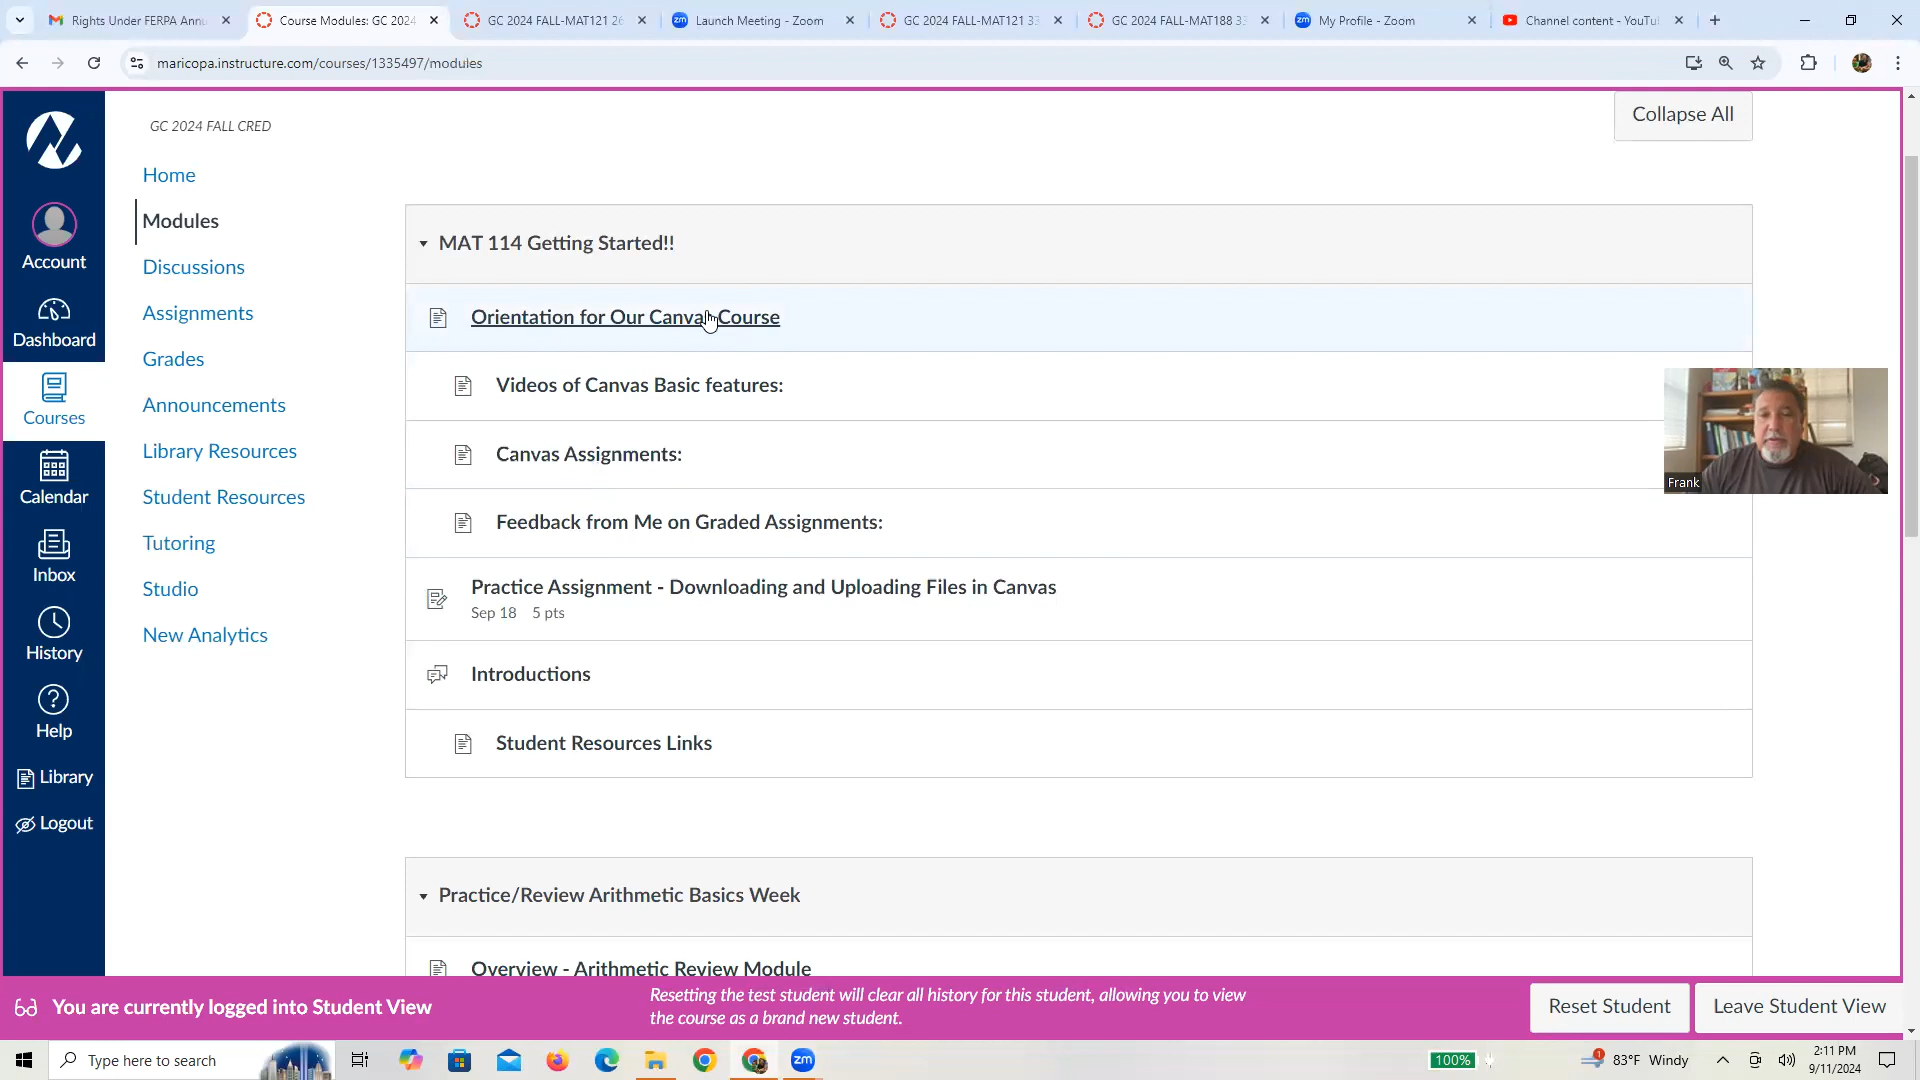 Rights Under FERPA Annu
Course Modules: GC 2024
GC 2024 FALL-MAT121 26
Launch Meeting - Zoom
GC 2024 FALL-MAT121 33
GC 2024 FALL-MAT188 33
My Profile - Zoom
Channel content - YouTu
maricopa.instructure.com/courses/1335497/modules
GC 2024 FALL CRED
Collapse All
Home
Modules
Discussions
Assignments
Grades
Announcements
Library Resources
Student Resources
Tutoring
Studio
New Analytics
Account
Dashboard
Courses
Calendar
Inbox
History
Help
Library
Logout
MAT 114 Getting Started!!
Orientation for Our Canvas Course
Videos of Canvas Basic features:
Canvas Assignments:
Feedback from Me on Graded Assignments:
Practice Assignment - Downloading and Uploading Files in Canvas
Sep 18 5 pts
Introductions
Student Resources Links
Practice/Review Arithmetic Basics Week
Overview - Arithmetic Review Module
Frank
You are currently logged into Student View
Resetting the test student will clear all history for this student, allowing you to view
the course as a brand new student.
Reset Student
Leave Student View
Type here to search
zm
100%
1
83°F Windy
2:11 PM
9/11/2024